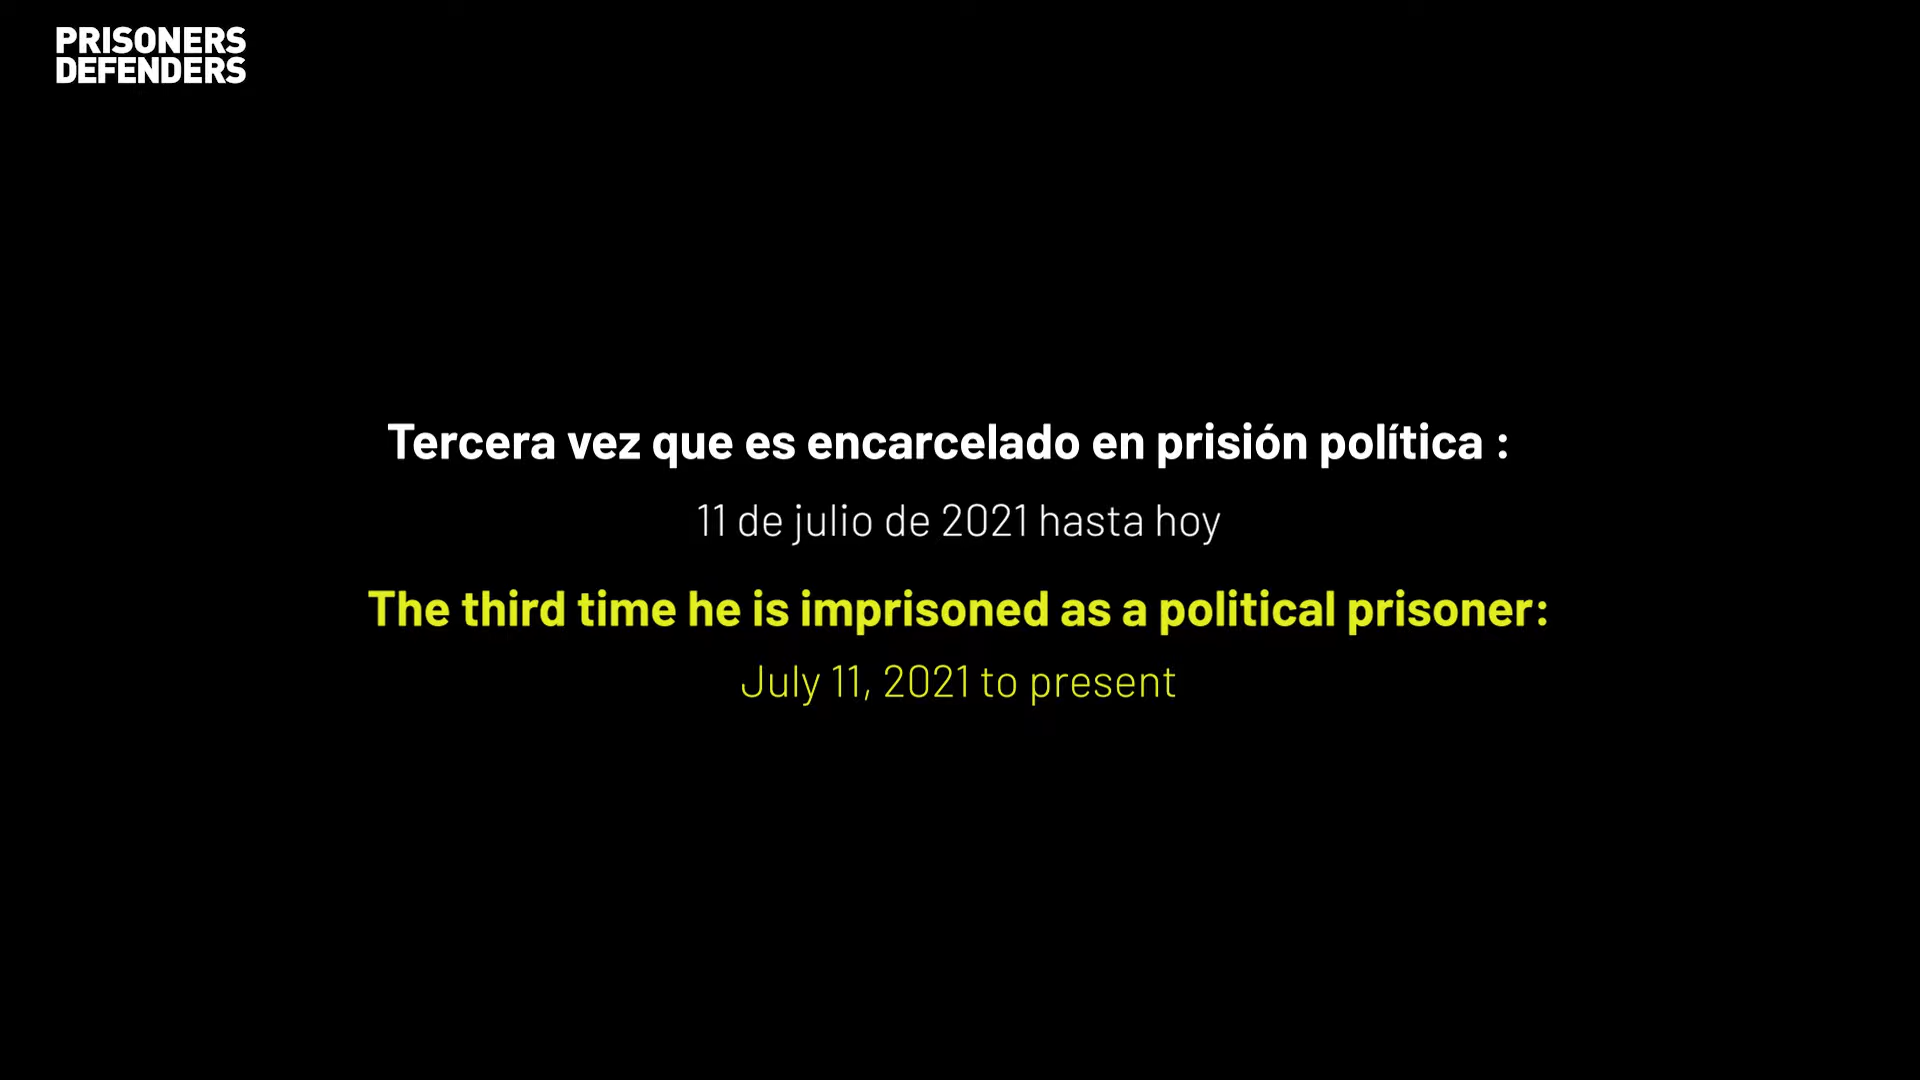 PRISONERS
DEFENDERS
Tercera vez que es encarcelado en prisión política :
11 de julio de 2021 hasta hoy
The third time he is imprisoned as a political prisoner:
July 11, 2021 to present